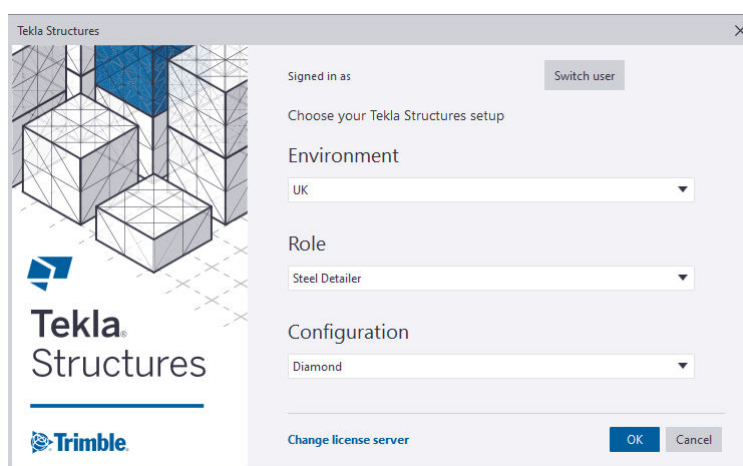 Tekla Structures
Signed in as
Switch user
Choose your Tekla Structures setup
Environment
UK
Role
Steel Detailer
Configuration
Diamond
Tekla®
Structures
Trimble.
Change license server
OK
Cancel